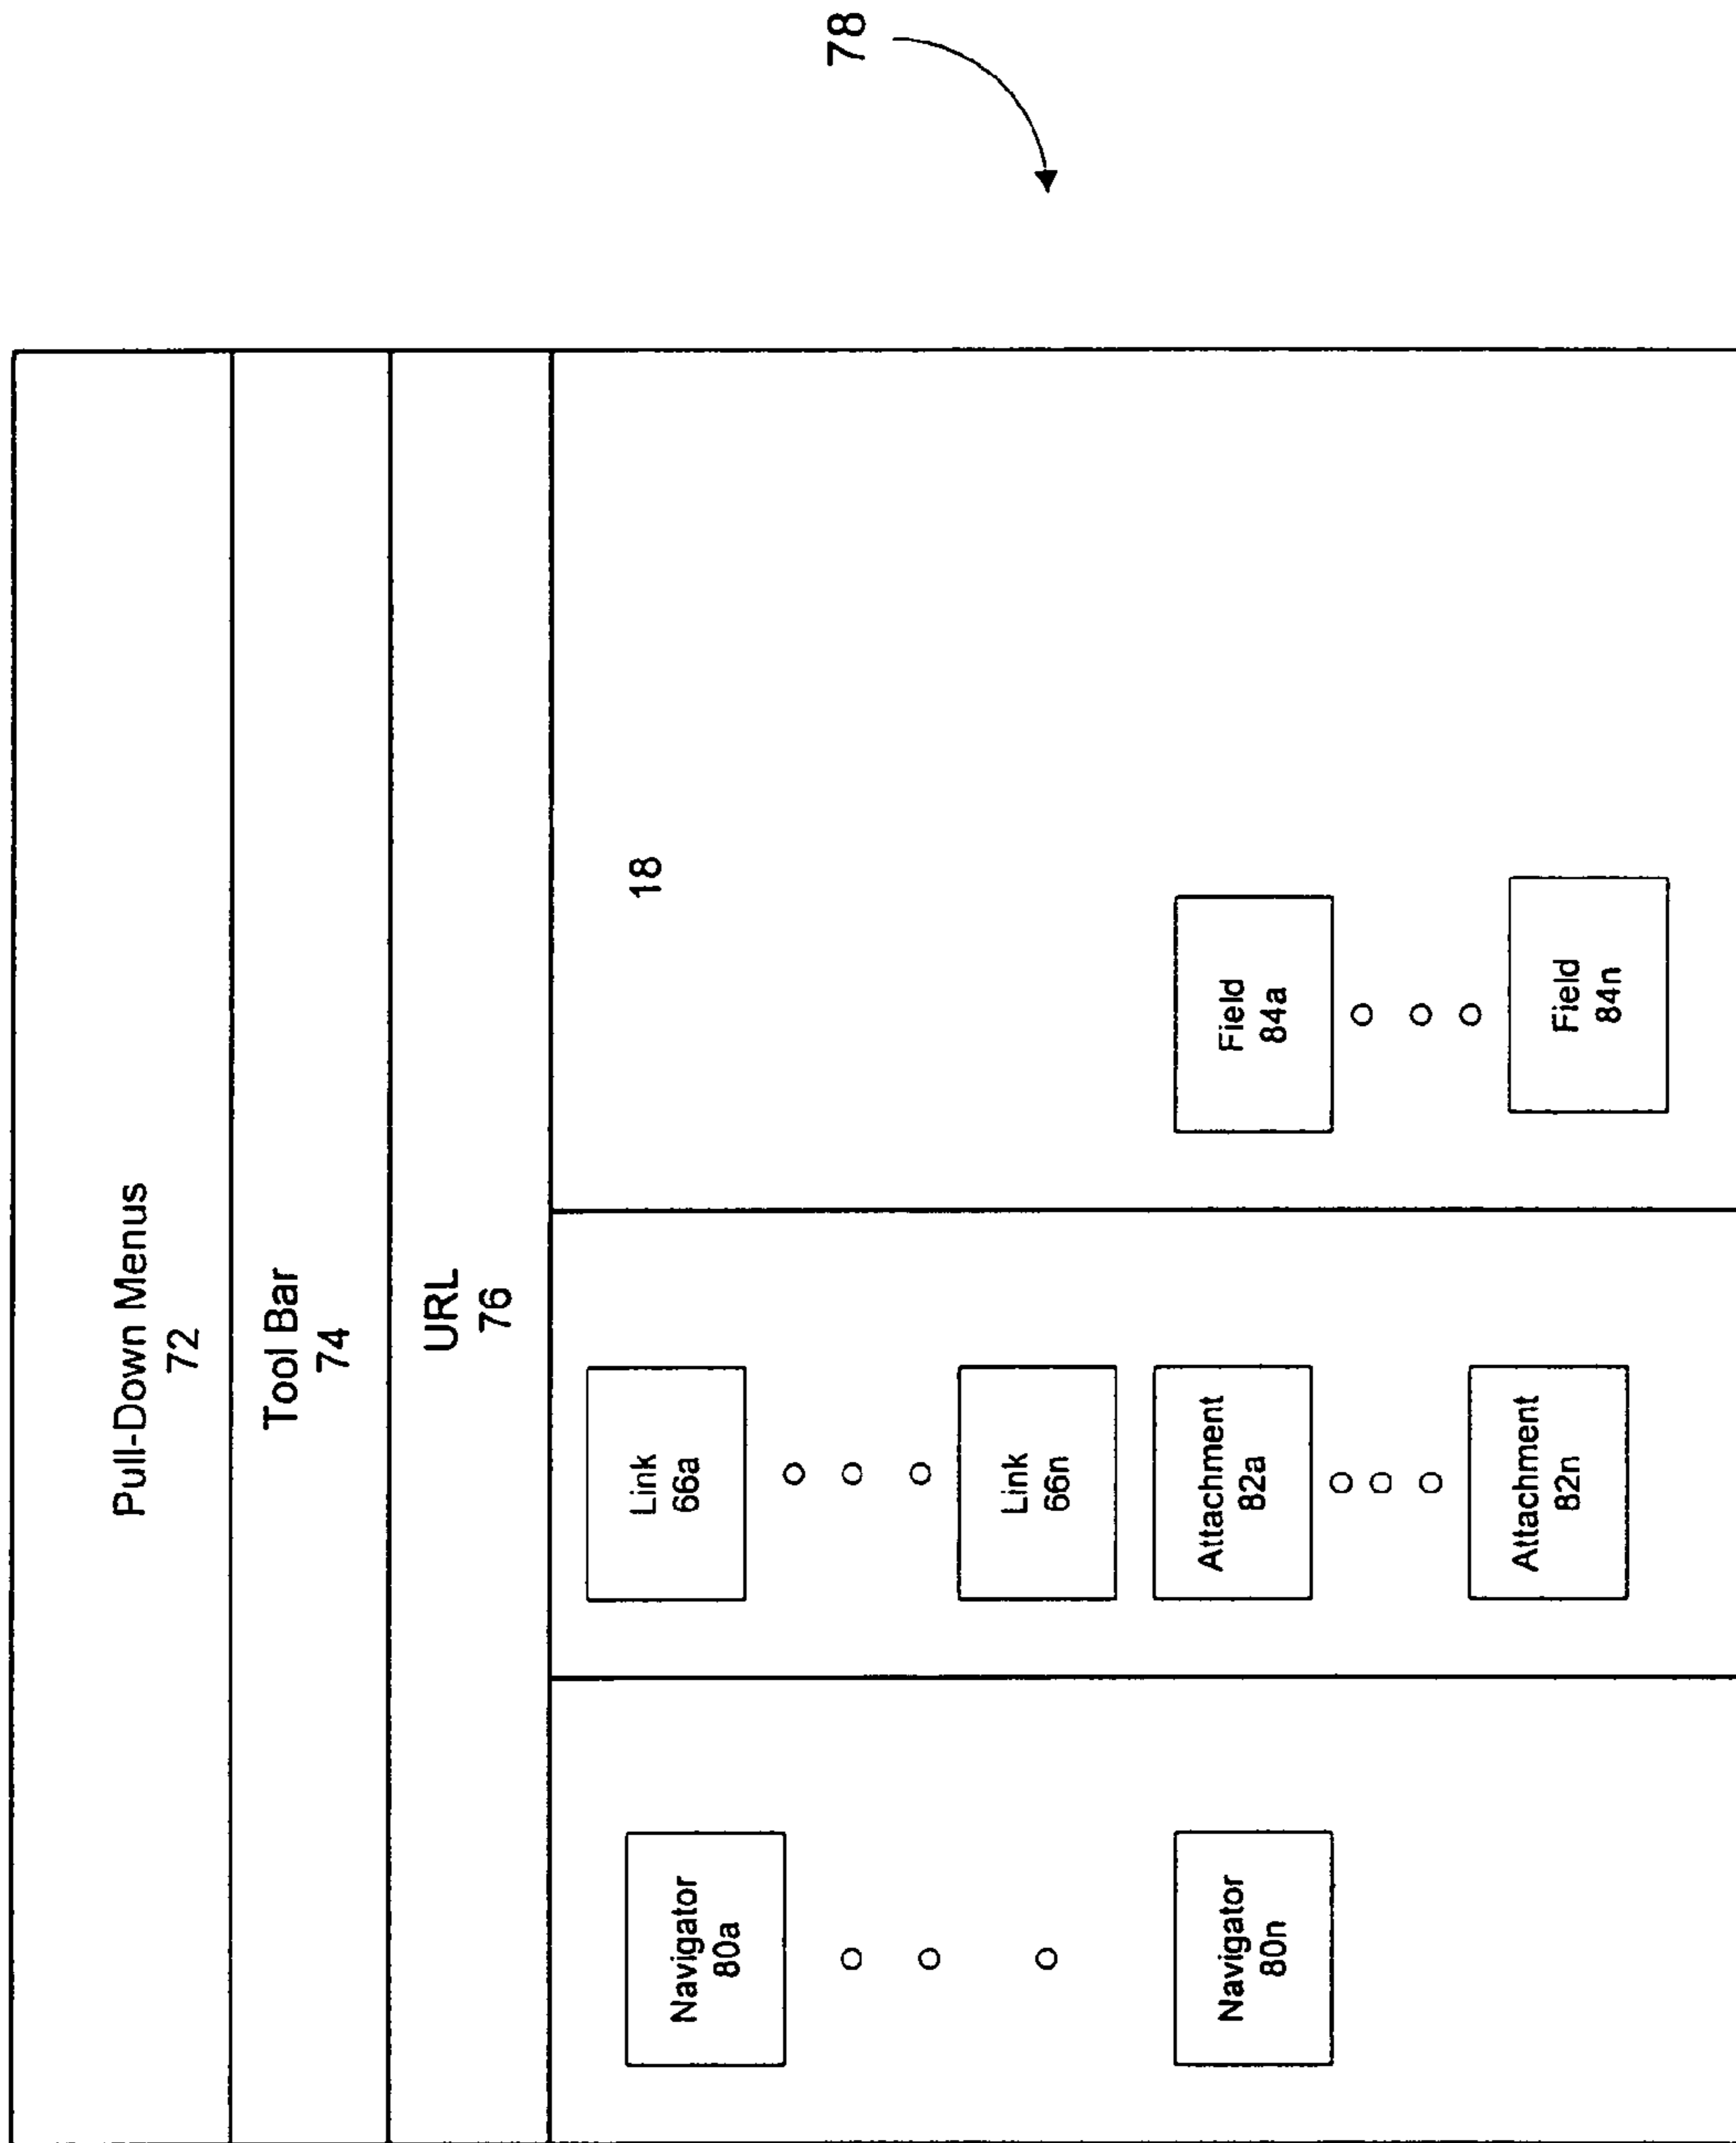 Pull-Down Menus
72
Tool Bar
74
URL
76
Navigator
80a
Navigator
80n
Link
66a
Link
66n
Attachment
82a
Attachment
82n
18
Field
84a
Field
84n
78